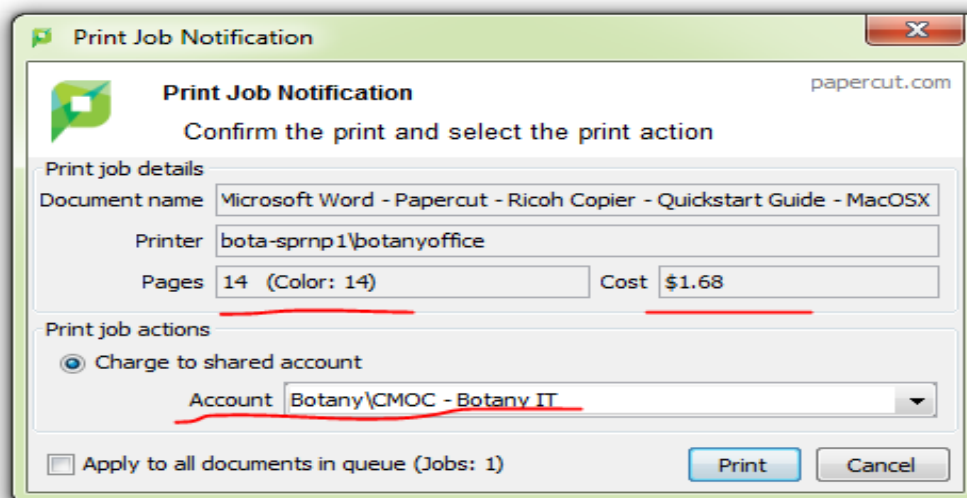 Print Job Notification
papercut.com
Print Job Notification
Confirm the print and select the print action
Print job details
Document name Microsoft Word - Papercut - Ricoh Copier - Quickstart Guide - MacOSX
Printer bota-sprnp1\botanyoffice
Pages 14 (Color: 14) Cost $1.68
Print job actions
Charge to shared account
Account Botany\CMOC - Botany IT
Apply to all documents in queue (Jobs: 1) Print Cancel